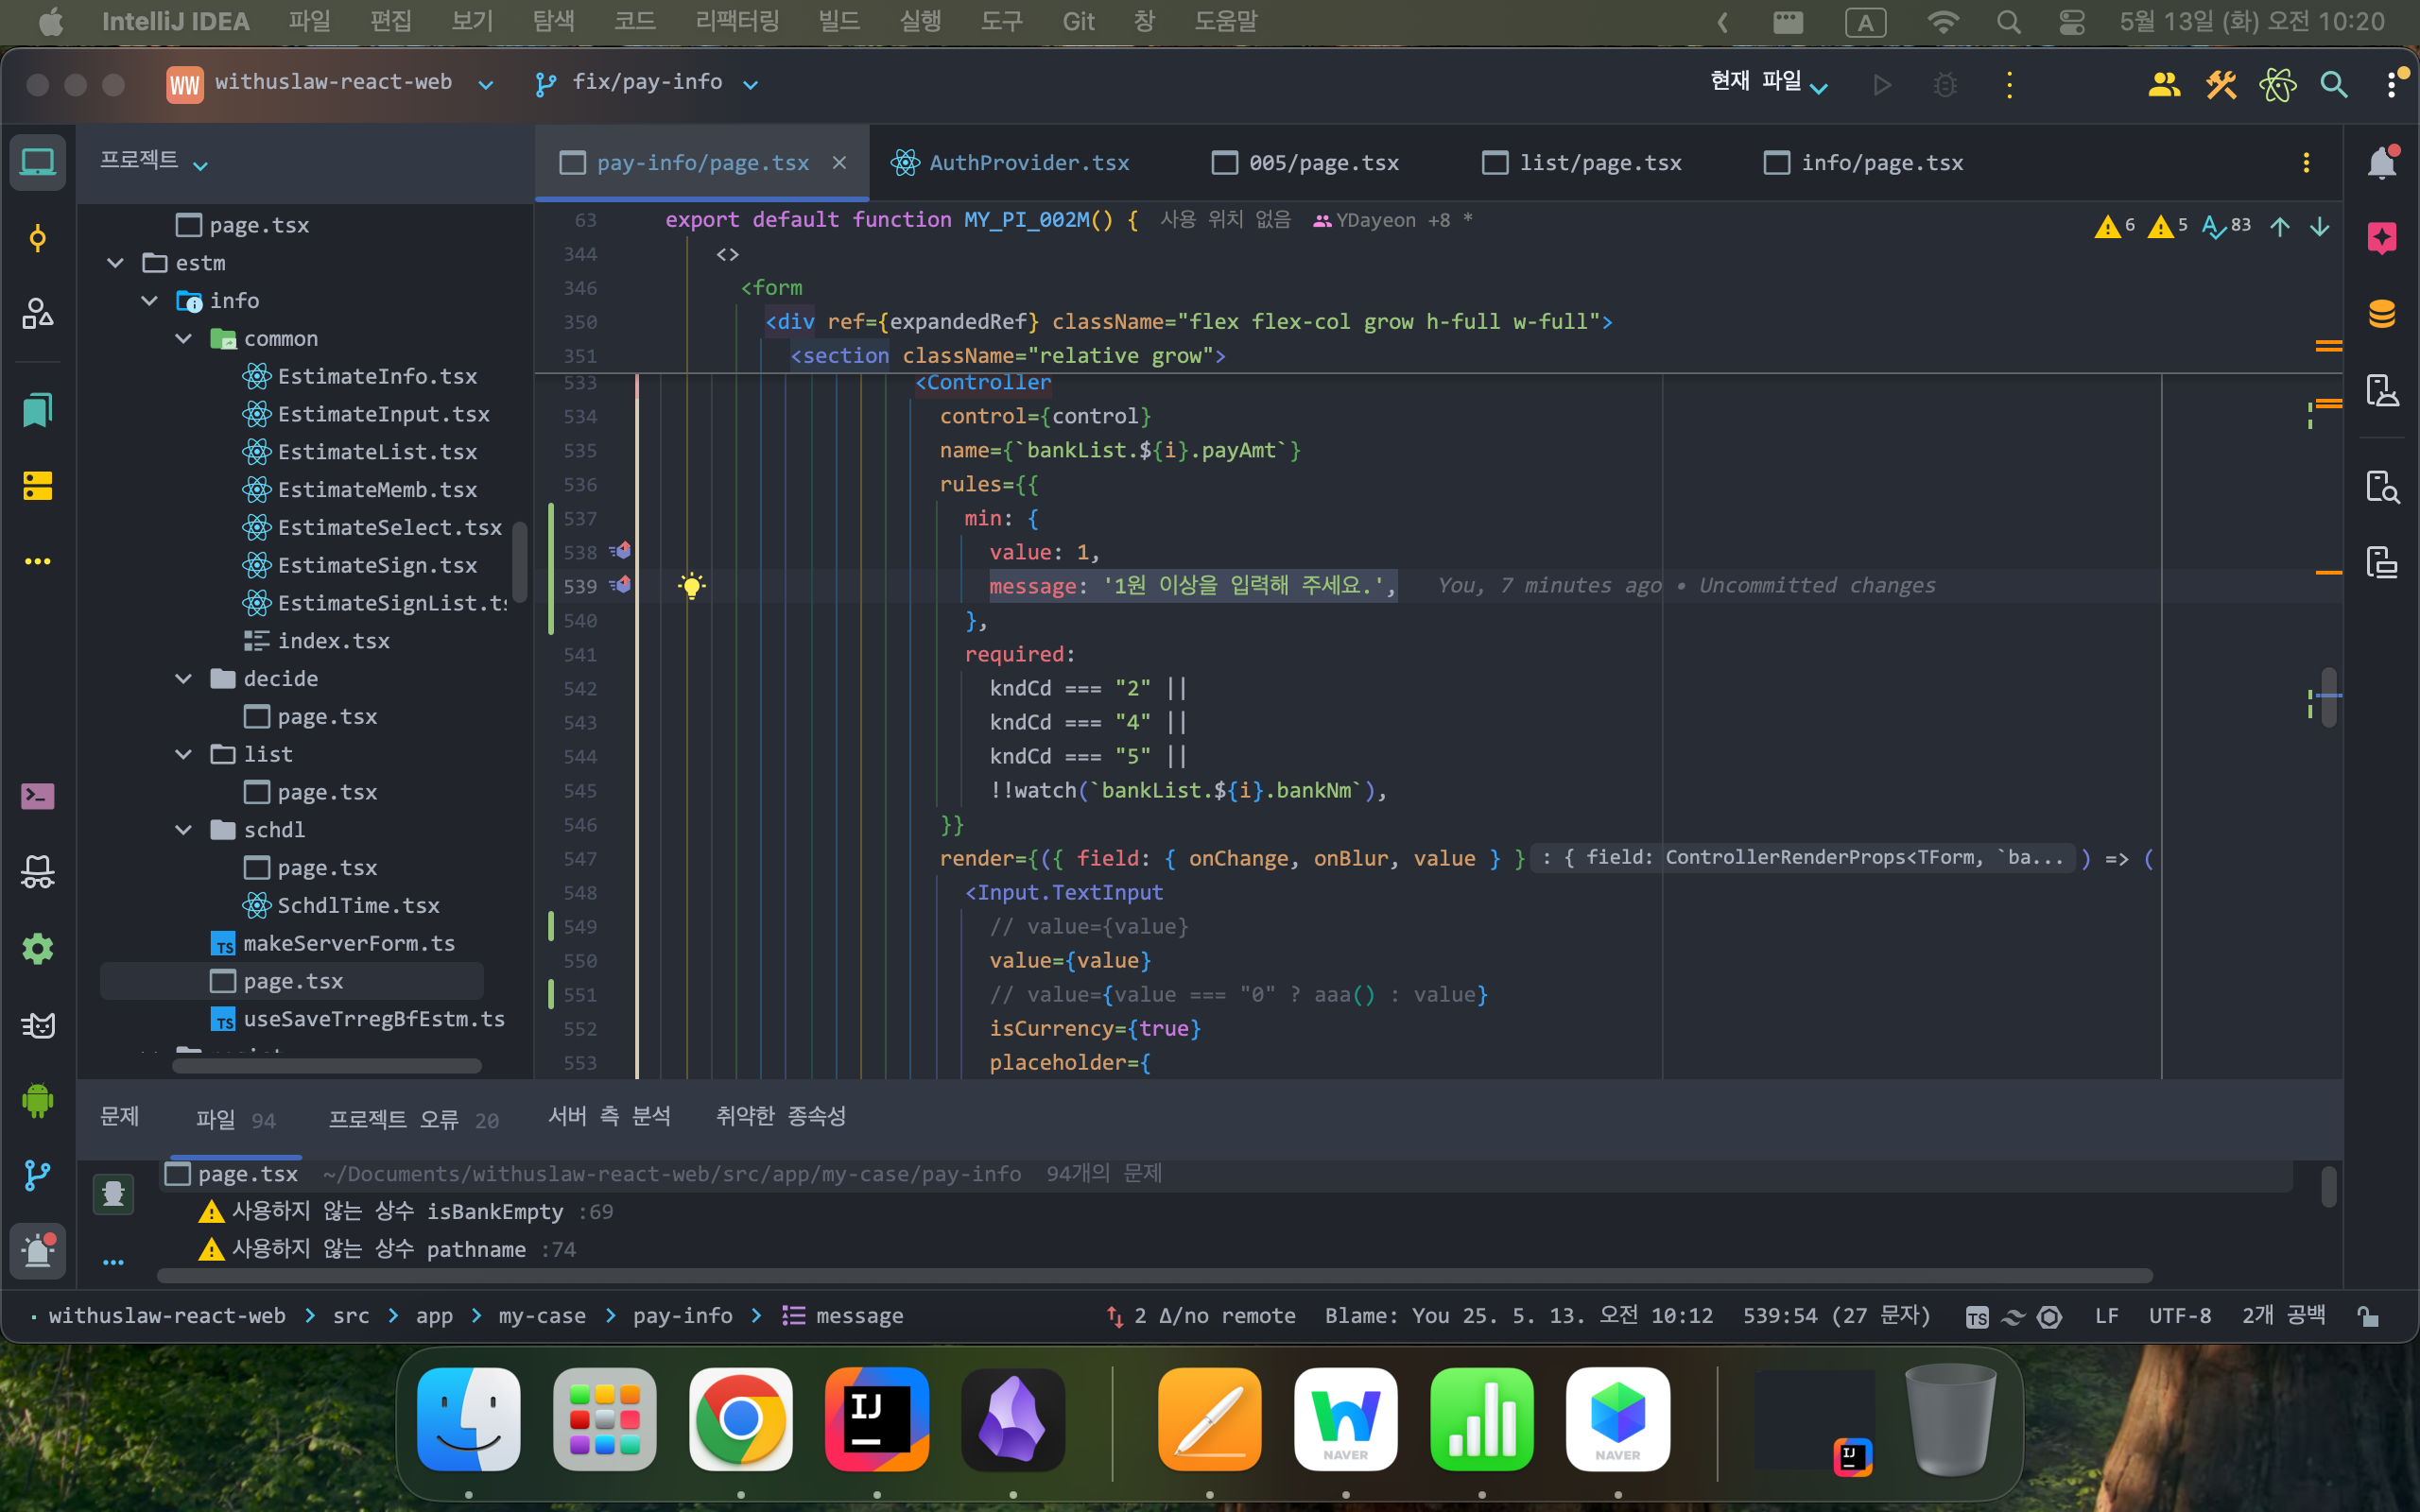 IntelliJ IDEA 파일 편집 보기 탐색 코드 리팩터링 빌드 실행 도구 Git 창 도움말 A 5월 13일 (화) 오전 10:20
WW withuslaw-react-web fix/pay-info 현재 파일
프로젝트 pay-info/page.tsx AuthProvider.tsx 005/page.tsx list/page.tsx info/page.tsx
page.tsx
estm
info
common
EstimateInfo.tsx
EstimateInput.tsx
EstimateList.tsx
EstimateMemb.tsx
EstimateSelect.tsx
EstimateSign.tsx
EstimateSignList.ts
index.tsx
decide
page.tsx
list
page.tsx
schdl
page.tsx
SchdlTime.tsx
makeServerForm.ts
page.tsx
useSaveTrregBfEstm.ts
63 export default function MY_PI_002M() { 사용 위치 없음 YDayeon +8 * 6 5 83
344 <>
346 <form
350 <div ref={expandedRef} className="flex flex-col grow h-full w-full">
351 <section className="relative grow">
533 <Controller
534 control={control}
535 name={`bankList.${i}.payAmt`}
536 rules={{
537 min: {
538 value: 1,
539 message: '1원 이상을 입력해 주세요.', You, 7 minutes ago • Uncommitted changes
540 },
541 required:
542 kndCd === "2" ||
543 kndCd === "4" ||
544 kndCd === "5" ||
545 !!watch(`bankList.${i}.bankNm`),
546 }}
547 render={({ field: { onChange, onBlur, value } } : { field: ControllerRenderProps<TForm, `ba... ) => (
548 <Input.TextInput
549 // value={value}
550 value={value}
551 // value={value === "0" ? aaa() : value}
552 isCurrency={true}
553 placeholder={
문제 파일 94 프로젝트 오류 20 서버 측 분석 취약한 종속성
page.tsx ~/Documents/withuslaw-react-web/src/app/my-case/pay-info 94개의 문제
사용하지 않는 상수 isBankEmpty :69
사용하지 않는 상수 pathname :74
withuslaw-react-web > src > app > my-case > pay-info > message 2 Δ/no remote Blame: You 25. 5. 13. 오전 10:12 539:54 (27 문자) TS LF UTF-8 2개 공백
IJ NAVER NAVER IJ